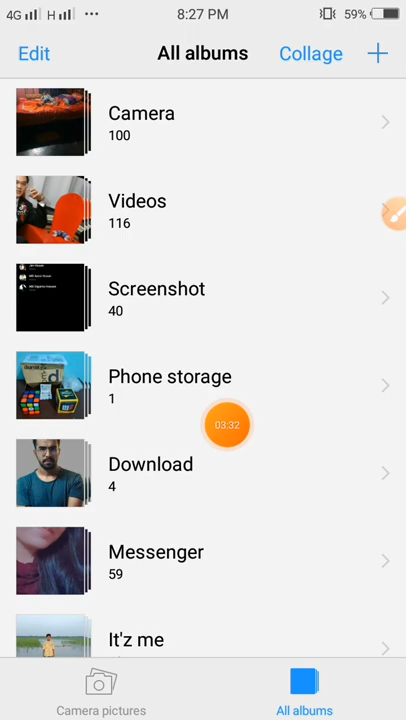 4G H ... 8:27 PM 59%
Edit All albums Collage
Camera
100
Videos
116
Screenshot
40
Phone storage
1
03:32
Download
4
Messenger
59
It'z me
Camera pictures All albums